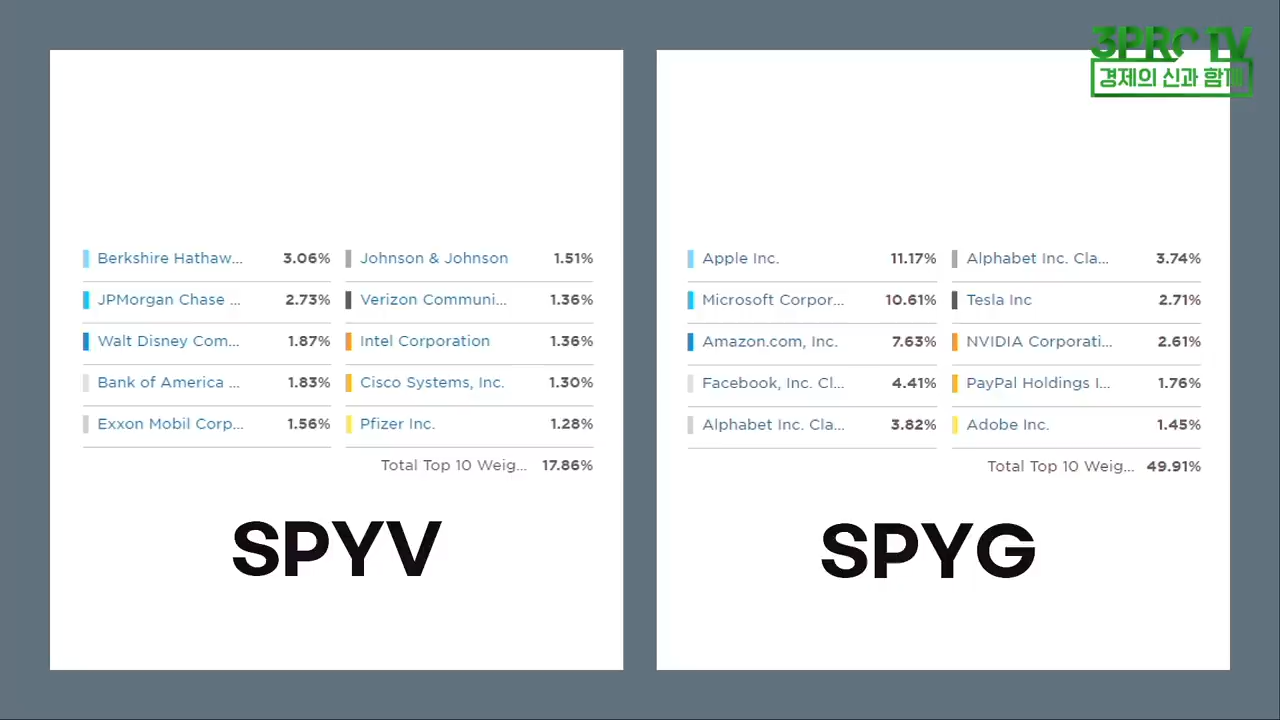 3PRO TV
경제의 신과 함께
Berkshire Hathaw... 3.06% Johnson & Johnson 1.51%
JPMorgan Chase ... 2.73% Verizon Communi... 1.36%
Walt Disney Com... 1.87% Intel Corporation 1.36%
Bank of America ... 1.83% Cisco Systems, Inc. 1.30%
Exxon Mobil Corp... 1.56% Pfizer Inc. 1.28%
Total Top 10 Weig... 17.86%
SPYV
Apple Inc. 11.17% Alphabet Inc. Cla... 3.74%
Microsoft Corpor... 10.61% Tesla Inc 2.71%
Amazon.com, Inc. 7.63% NVIDIA Corporati... 2.61%
Facebook, Inc. Cl... 4.41% PayPal Holdings I... 1.76%
Alphabet Inc. Cla... 3.82% Adobe Inc. 1.45%
Total Top 10 Weig... 49.91%
SPYG